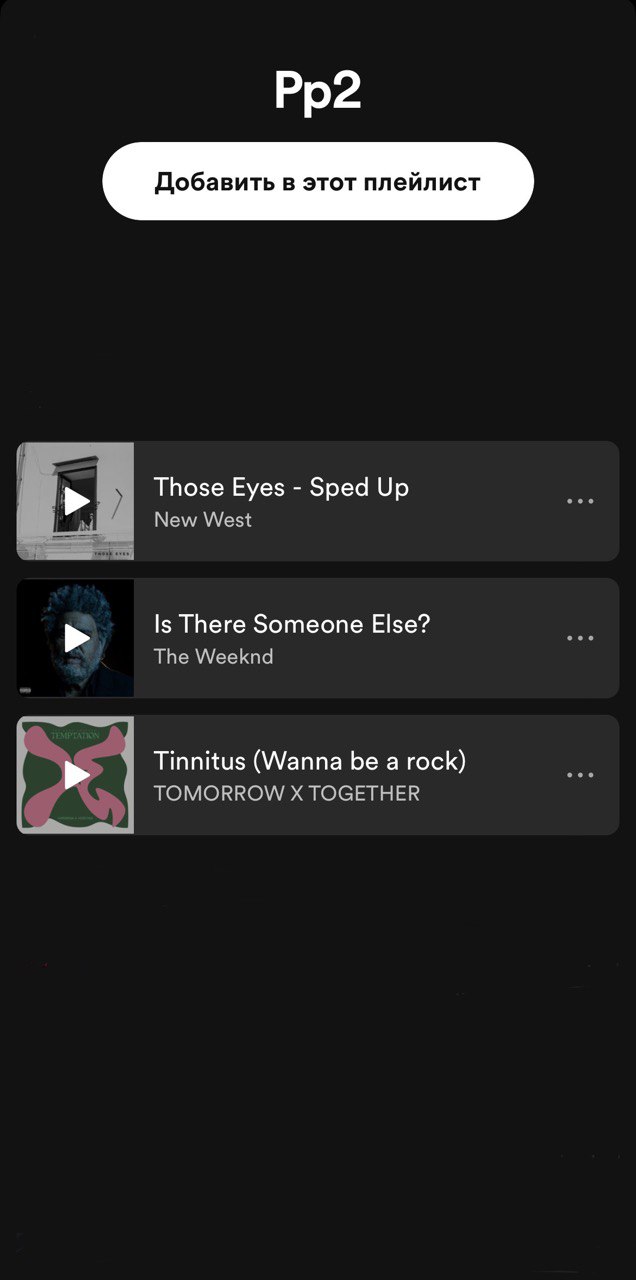 Pp2
Добавить в этот плейлист
THOSE EYES
Those Eyes - Sped Up
New West
Is There Someone Else?
The Weeknd
TEMPTATION
Tinnitus (Wanna be a rock)
TOMORROW X TOGETHER